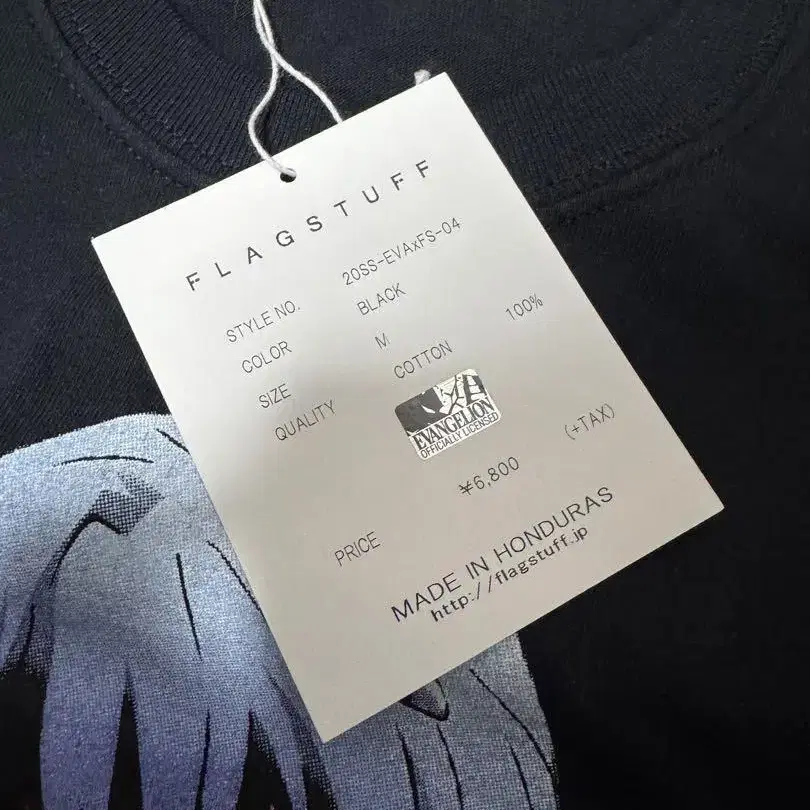 FLAGSTUFF
STYLE NO. 20SS-EVAxFS-04
COLOR BLACK
SIZE M
QUALITY COTTON 100%
EVANGELION
OFFICIALLY LICENSED
PRICE ¥6,800 (+TAX)
MADE IN HONDURAS
http://flagstuff.jp